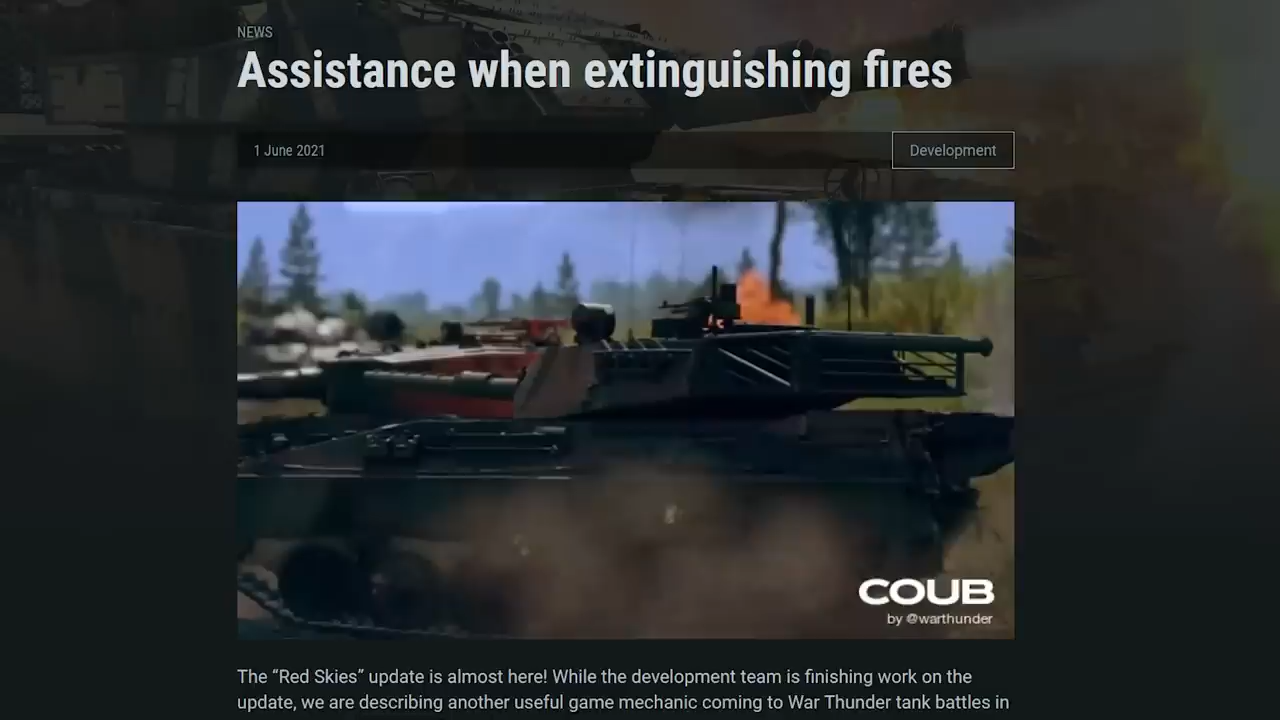 NEWS
Assistance when extinguishing fires
1 June 2021
Development
COUB
by @warthunder
The “Red Skies” update is almost here! While the development team is finishing work on the
update, we are describing another useful game mechanic coming to War Thunder tank battles in